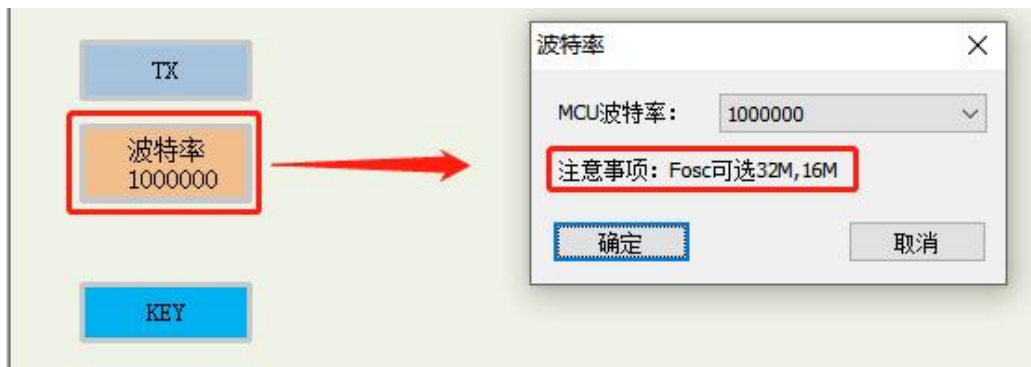 TX
波特率
1000000
KEY
波特率
MCU波特率： 1000000
注意事项：Fosc可选32M,16M
确定 取消